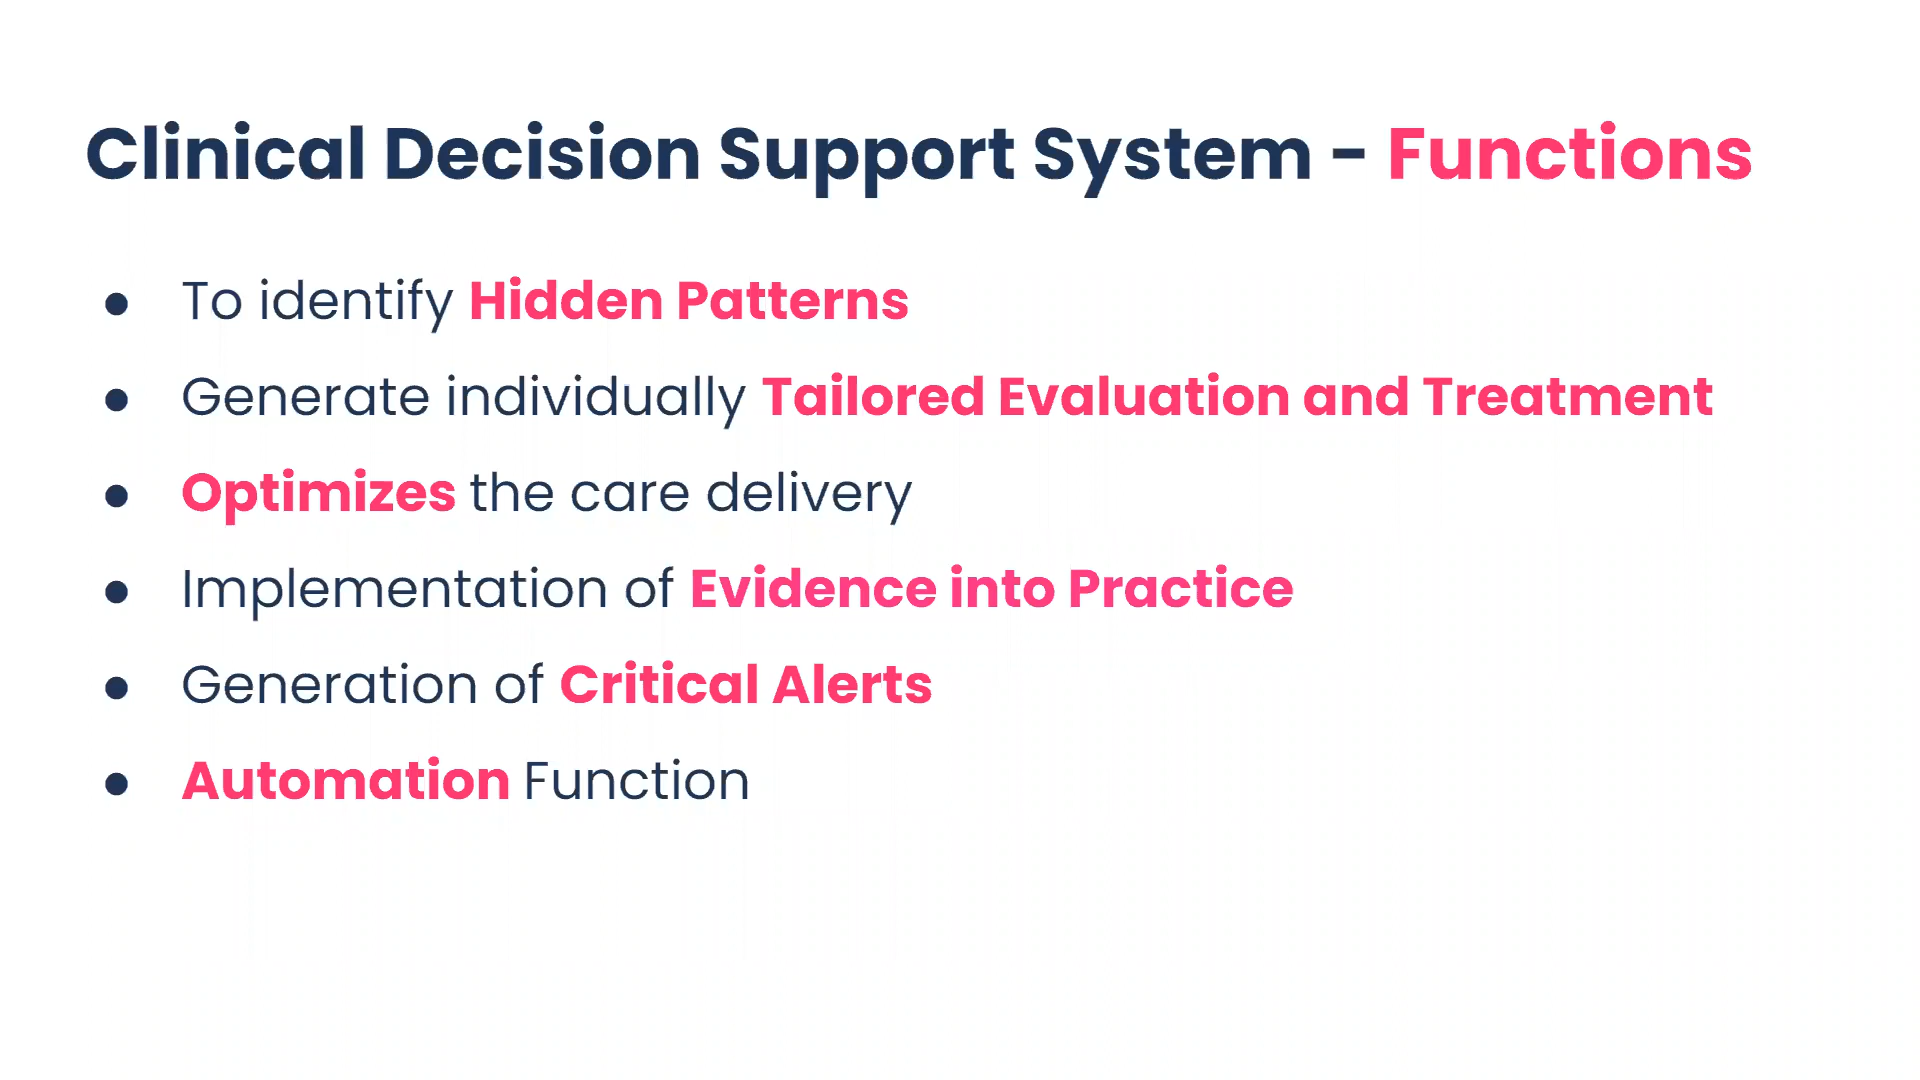 Clinical Decision Support System - Functions
● To identify Hidden Patterns
● Generate individually Tailored Evaluation and Treatment
● Optimizes the care delivery
● Implementation of Evidence into Practice
● Generation of Critical Alerts
● Automation Function